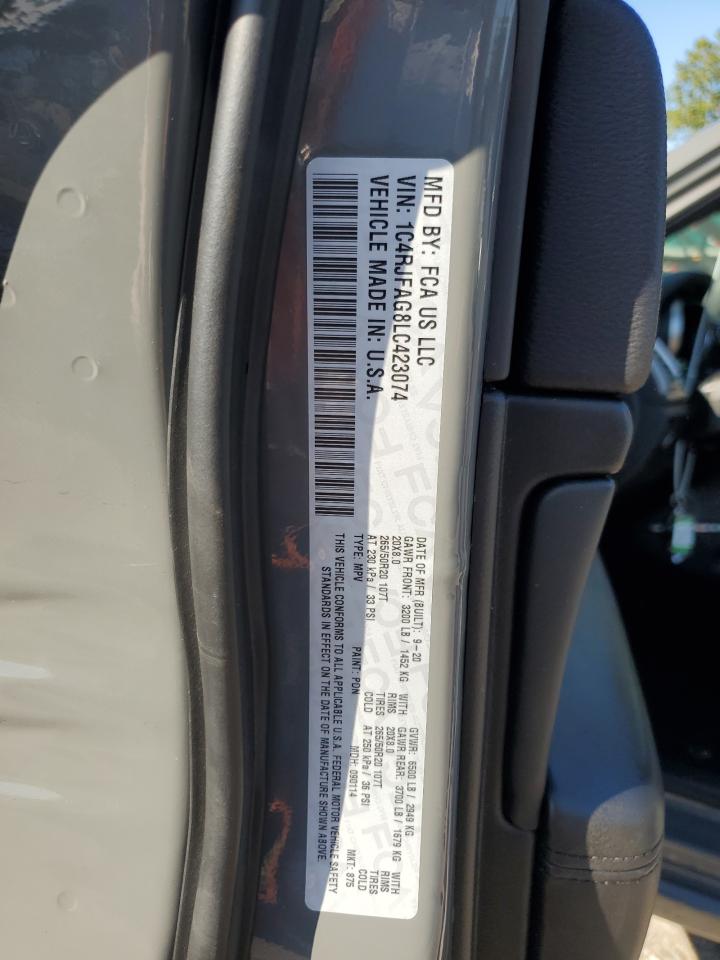 MFD BY: FCA US LLC
VIN: 1C4RJFAG8LC423074
VEHICLE MADE IN: U.S.A.
DATE OF MFR (BUILT): 9-20 GVWR: 6500 LB / 2949 KG
GAWR FRONT: 3200 LB / 1452 KG WITH GAWR REAR: 3700 LB / 1679 KG WITH
20X8.0 RIMS 20X8.0 RIMS
265/50R20 107T TIRES 265/50R20 107T TIRES
AT 230 kPa / 33 PSI COLD AT 250 kPa / 36 PSI COLD
TYPE: MPV PAINT: PDN MDH: 090114 MKT: 875
THIS VEHICLE CONFORMS TO ALL APPLICABLE U.S.A. FEDERAL MOTOR VEHICLE SAFETY
STANDARDS IN EFFECT ON THE DATE OF MANUFACTURE SHOWN ABOVE.